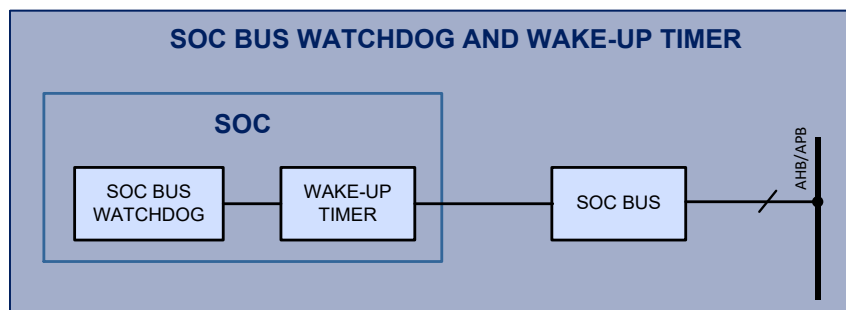 SOC BUS WATCHDOG AND WAKE-UP TIMER
SOC
SOC BUS
WATCHDOG
WAKE-UP
TIMER
SOC BUS
AHB/APB